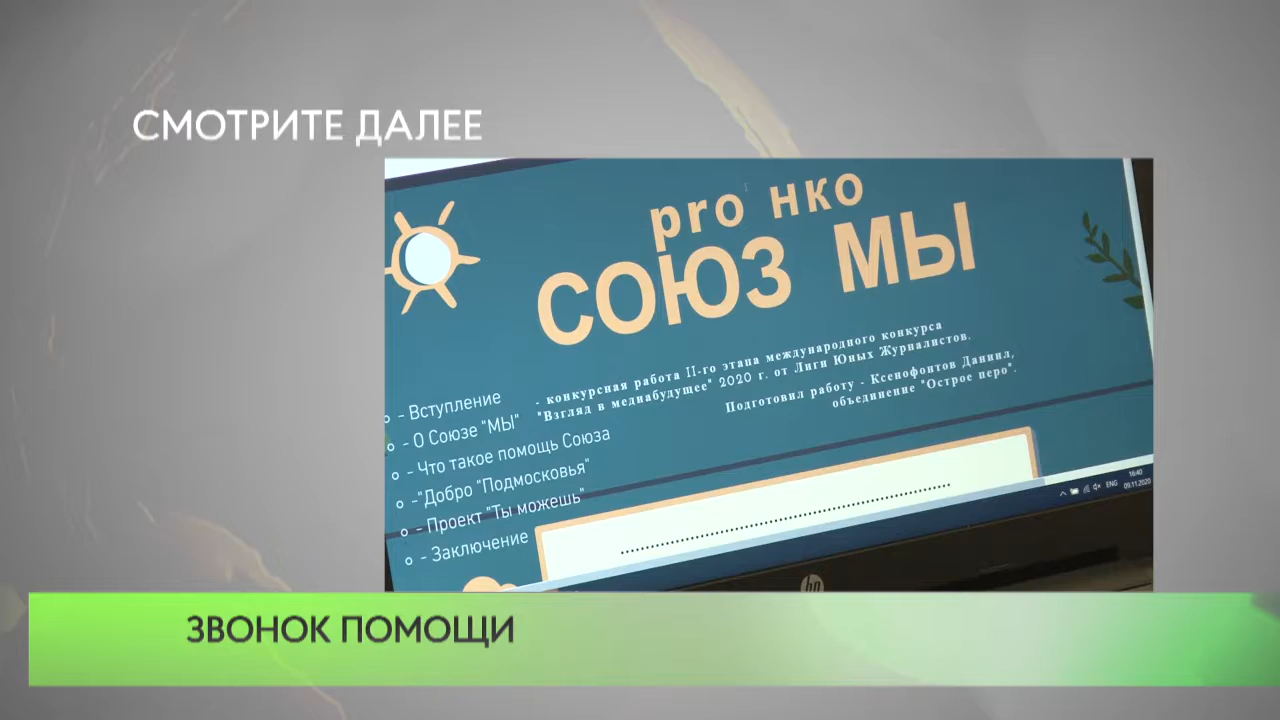 СМОТРИТЕ ДАЛЕЕ
pro нко
СОЮЗ МЫ
- конкурсная работа II-го этапа международного конкурса
"Взгляд в медиабудущее" 2020 г. от Лиги Юных Журналистов.
Подготовил работу - Ксенофонтов Даниил,
объединение "Острое перо".
- Вступление
- О Союзе "МЫ"
- Что такое помощь Союза
-"Добро "Подмосковья"
- Проект "Ты можешь"
- Заключение
ENG
16:40
09.11.2020
hp
ЗВОНОК ПОМОЩИ